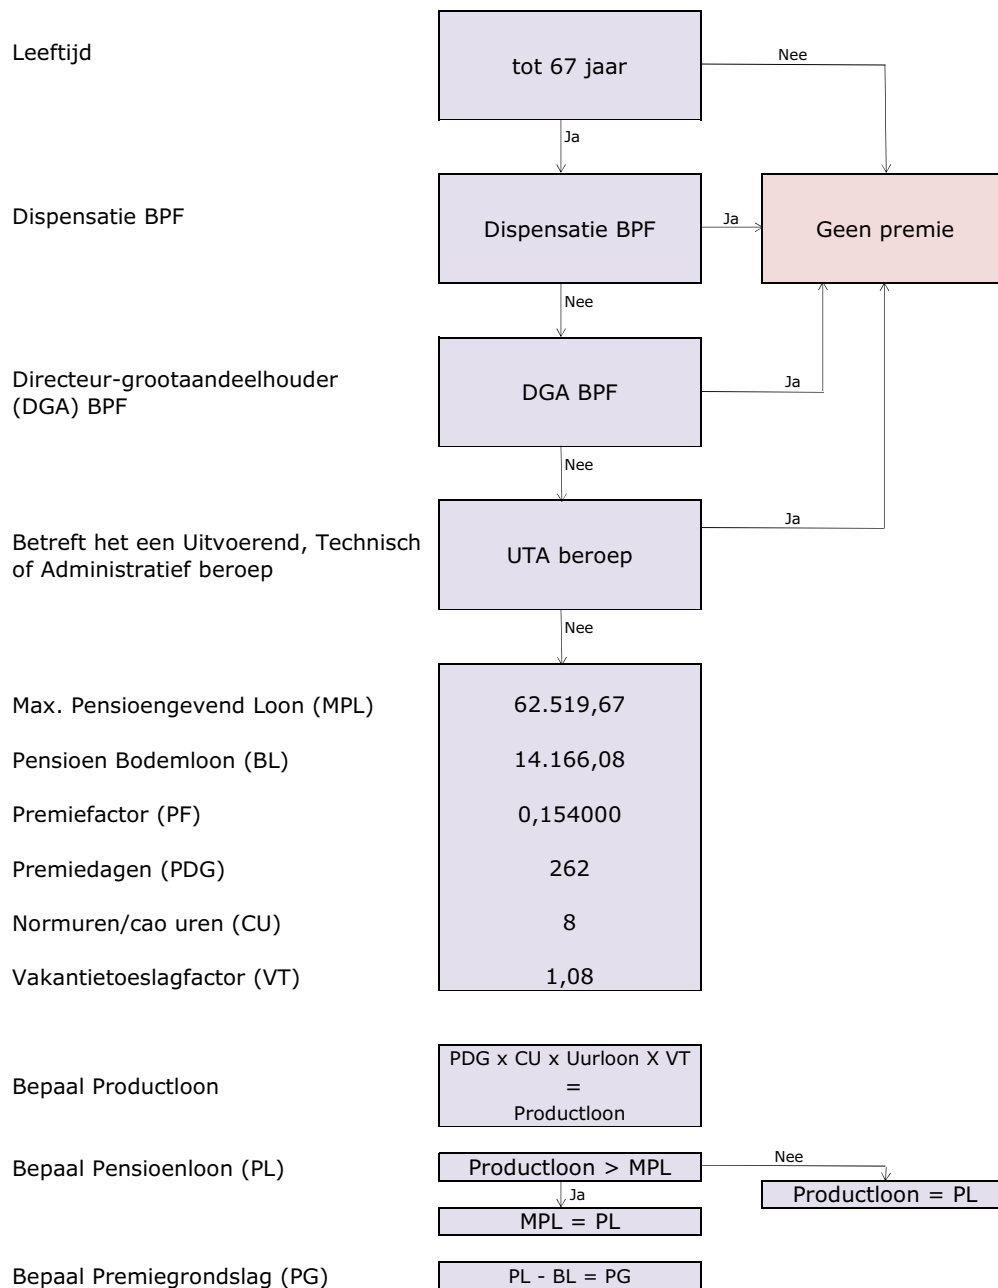 Leeftijd
tot 67 jaar
Nee
Ja
Dispensatie BPF
Dispensatie BPF
Ja
Geen premie
Nee
Directeur-grootaandeelhouder
(DGA) BPF
DGA BPF
Ja
Nee
Betreft het een Uitvoerend, Technisch
of Administratief beroep
UTA beroep
Ja
Nee
Max. Pensioengevend Loon (MPL)
62.519,67
Pensioen Bodemloon (BL)
14.166,08
Premiefactor (PF)
0,154000
Premiedagen (PDG)
262
Normuren/cao uren (CU)
8
Vakantietoeslagfactor (VT)
1,08
Bepaal Productloon
PDG x CU x Uurloon X VT
=
Productloon
Bepaal Pensioenloon (PL)
Productloon > MPL
Nee
Productloon = PL
Ja
MPL = PL
Bepaal Premiegrondslag (PG)
PL - BL = PG